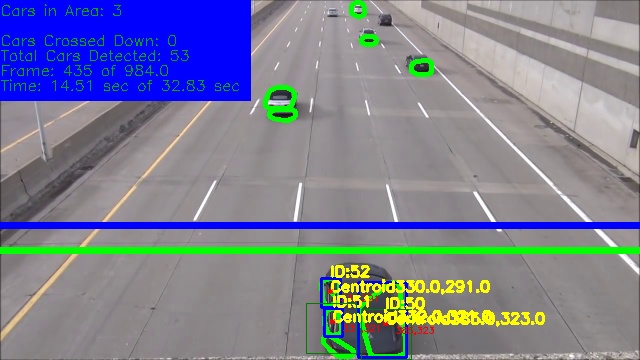 Cars in Area: 3
Cars Crossed Down: 0
Total Cars Detected: 53
Frame: 435 of 984.0
Time: 14.51 sec of 32.83 sec
ID:52
Centroid330.0,291.0
ID:51 ID:50